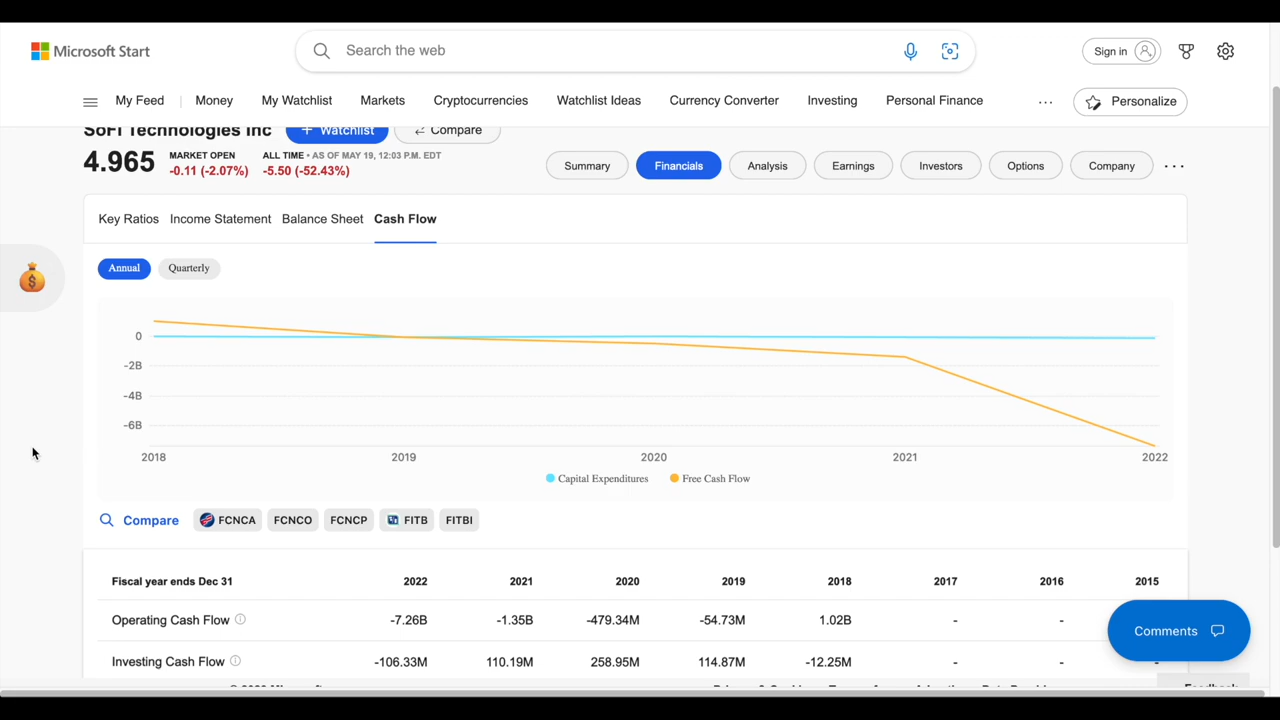 Microsoft Start
Search the web
Sign in
My Feed
Money
My Watchlist
Markets
Cryptocurrencies
Watchlist Ideas
Currency Converter
Investing
Personal Finance
...
Personalize
SoFi Technologies Inc
+ Watchlist
Compare
4.965
MARKET OPEN
-0.11 (-2.07%)
ALL TIME • AS OF MAY 19, 12:03 P.M. EDT
-5.50 (-52.43%)
Summary
Financials
Analysis
Earnings
Investors
Options
Company
...
Key Ratios
Income Statement
Balance Sheet
Cash Flow
Annual
Quarterly
0
-2B
-4B
-6B
2018 2019 2020 2021 2022
Capital Expenditures
Free Cash Flow
Compare
FCNCA
FCNCO
FCNCP
FITB
FITBI
Fiscal year ends Dec 31 2022 2021 2020 2019 2018 2017 2016 2015
Operating Cash Flow -7.26B -1.35B -479.34M -54.73M 1.02B - -
Investing Cash Flow -106.33M 110.19M 258.95M 114.87M -12.25M - - -
Comments